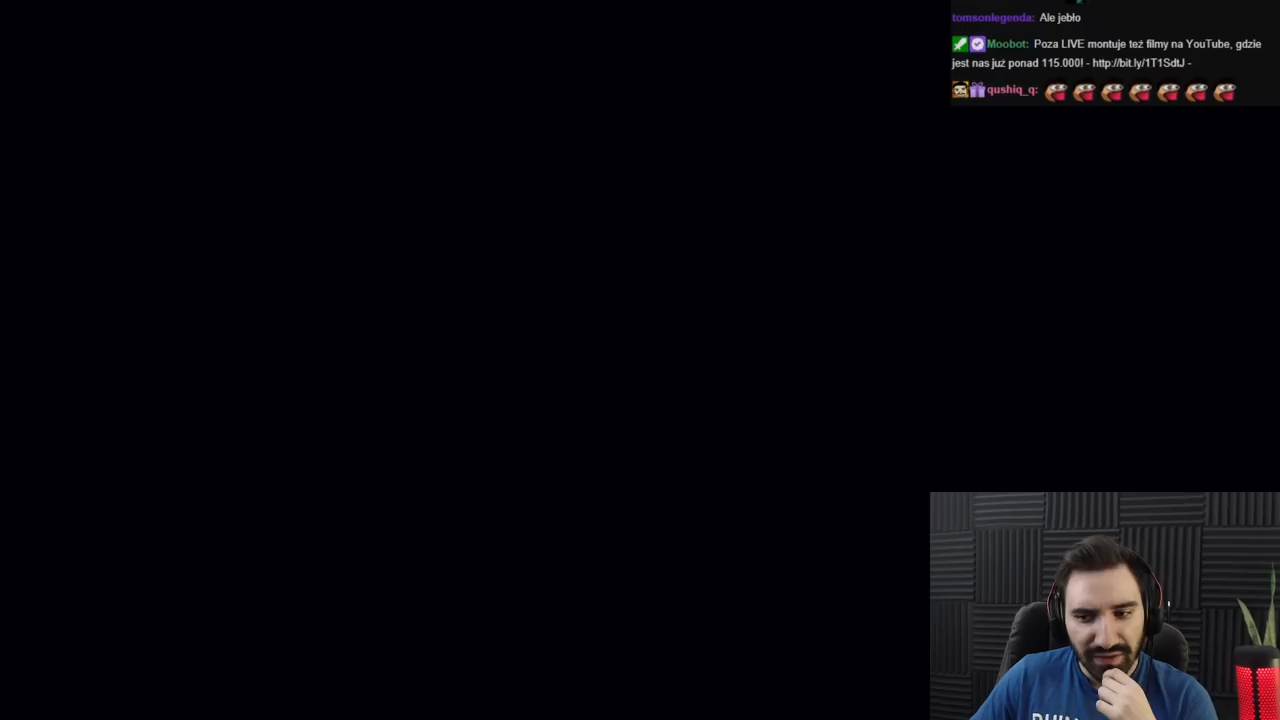 tomsonlegenda: Ale jebło
Moobot: Poza LIVE montuje też filmy na YouTube, gdzie
jest nas już ponad 115.000! - http://bit.ly/1T1SdtJ -
qushiq_q: